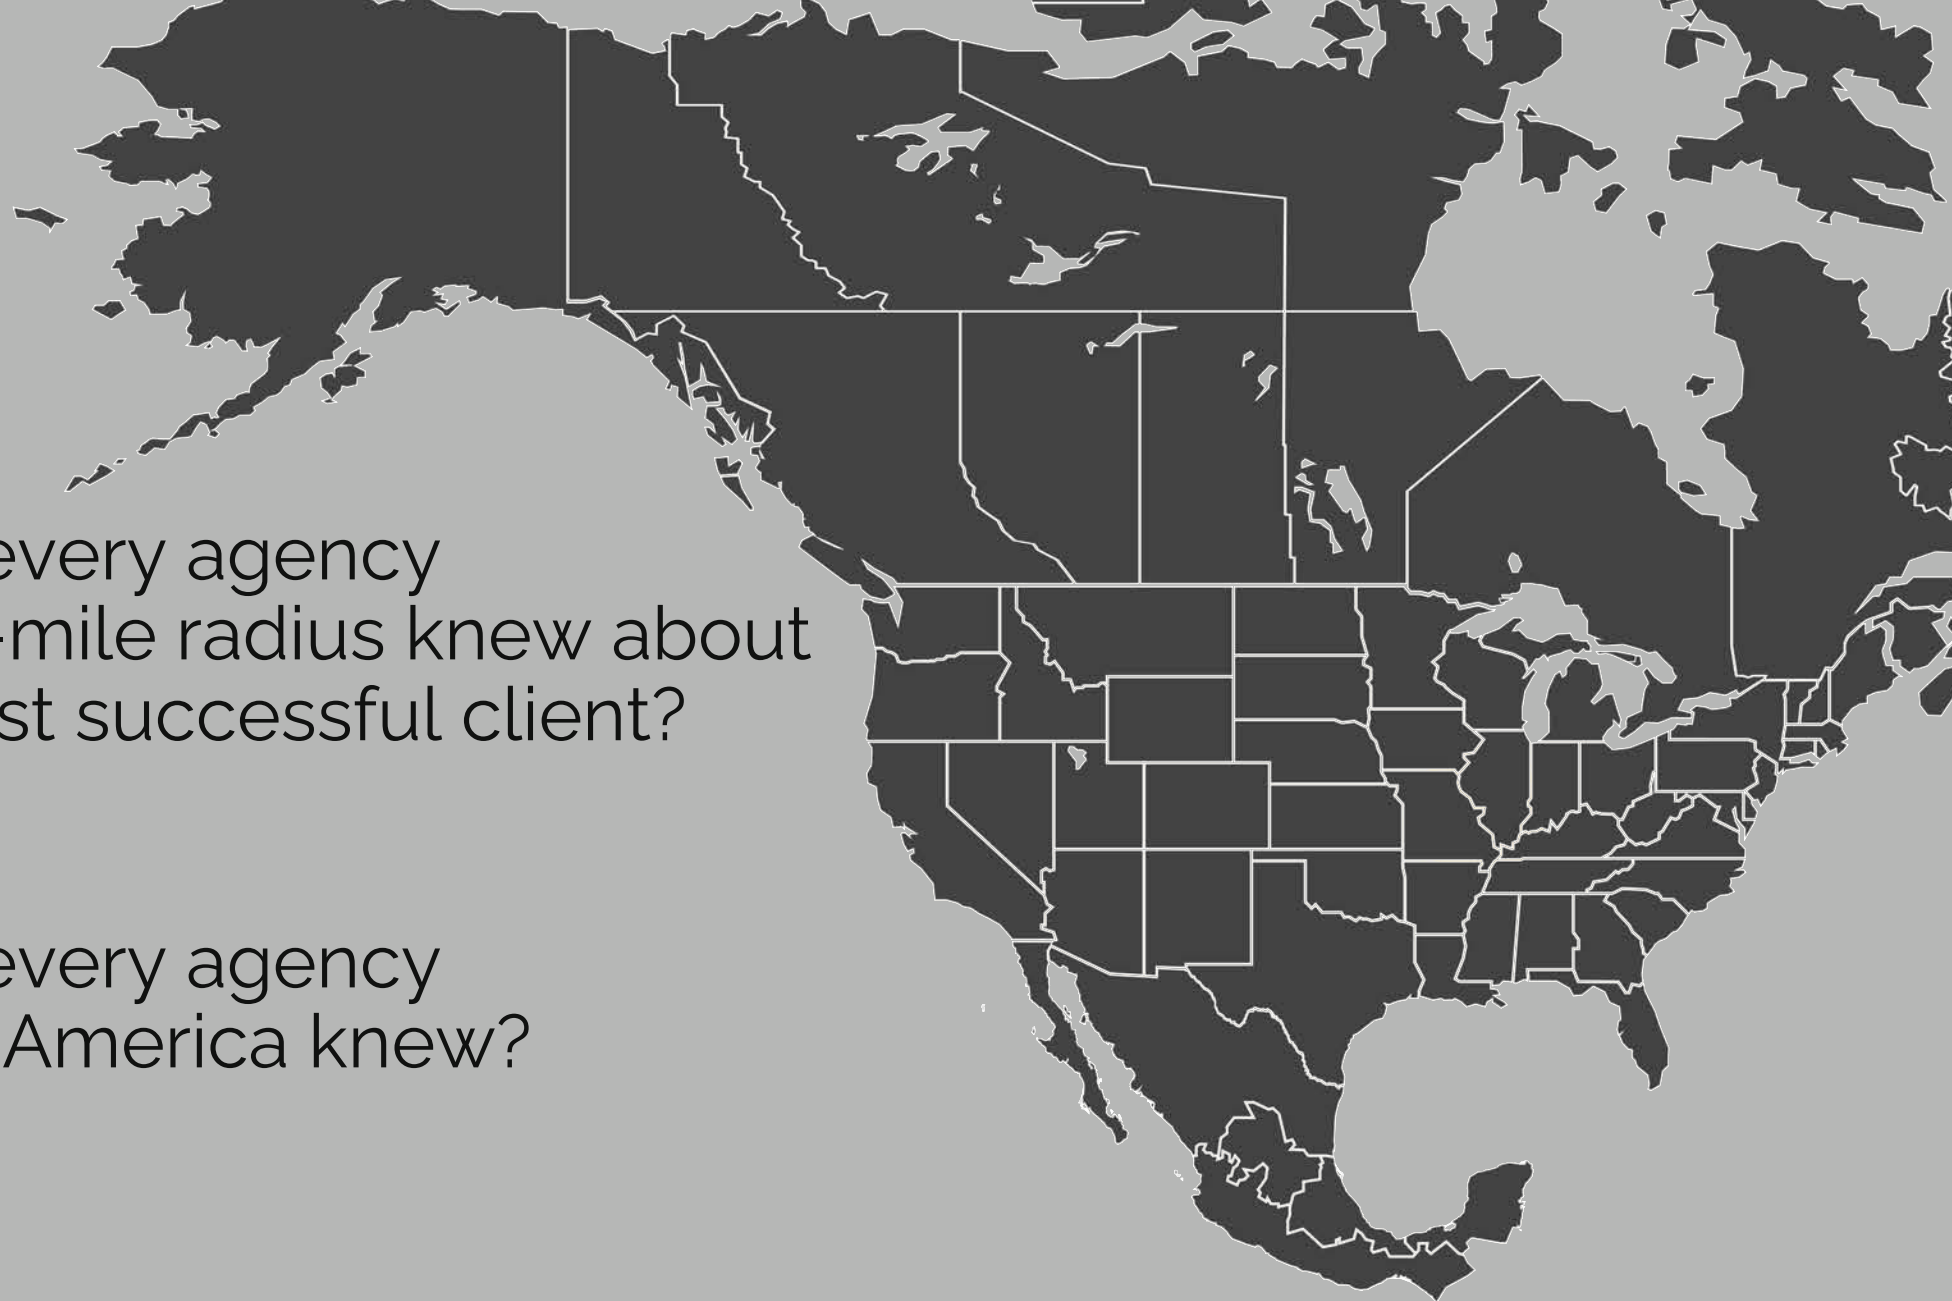 every agency
-mile radius knew about
st successful client?
every agency
America knew?